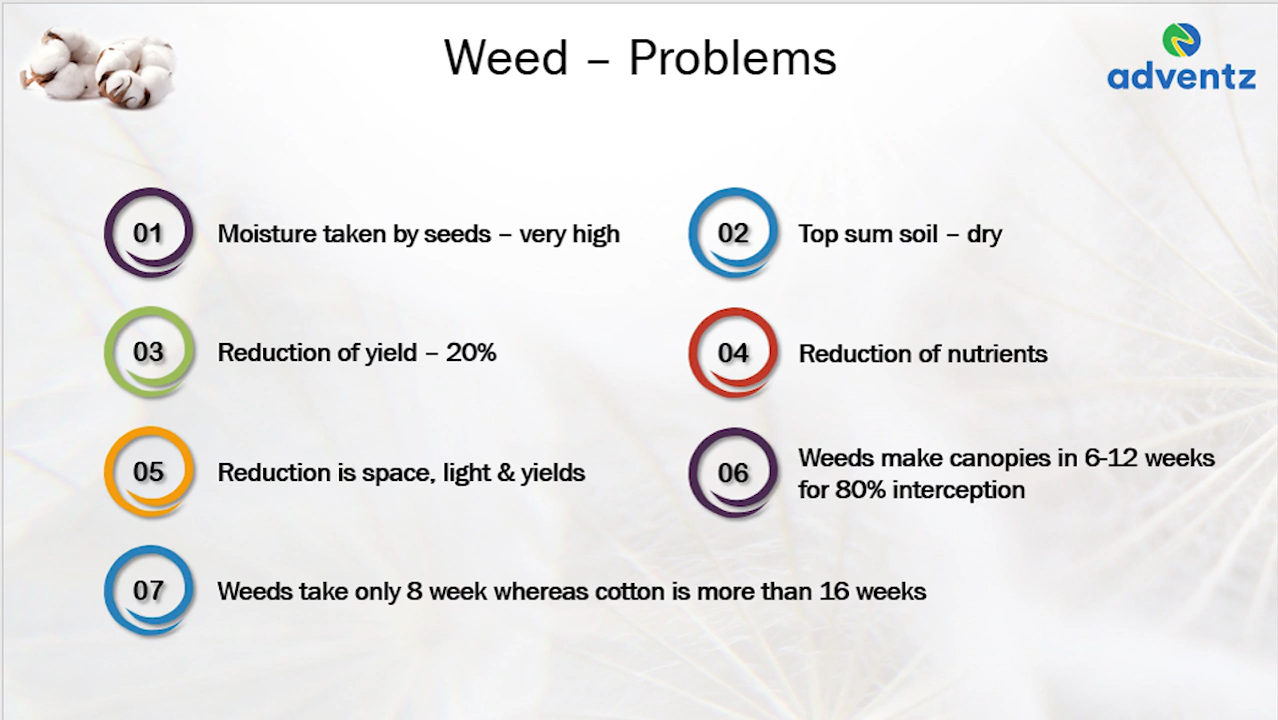 Weed – Problems
adventz
01
Moisture taken by seeds – very high
02
Top sum soil – dry
03
Reduction of yield – 20%
04
Reduction of nutrients
05
Reduction is space, light & yields
06
Weeds make canopies in 6-12 weeks
for 80% interception
07
Weeds take only 8 week whereas cotton is more than 16 weeks